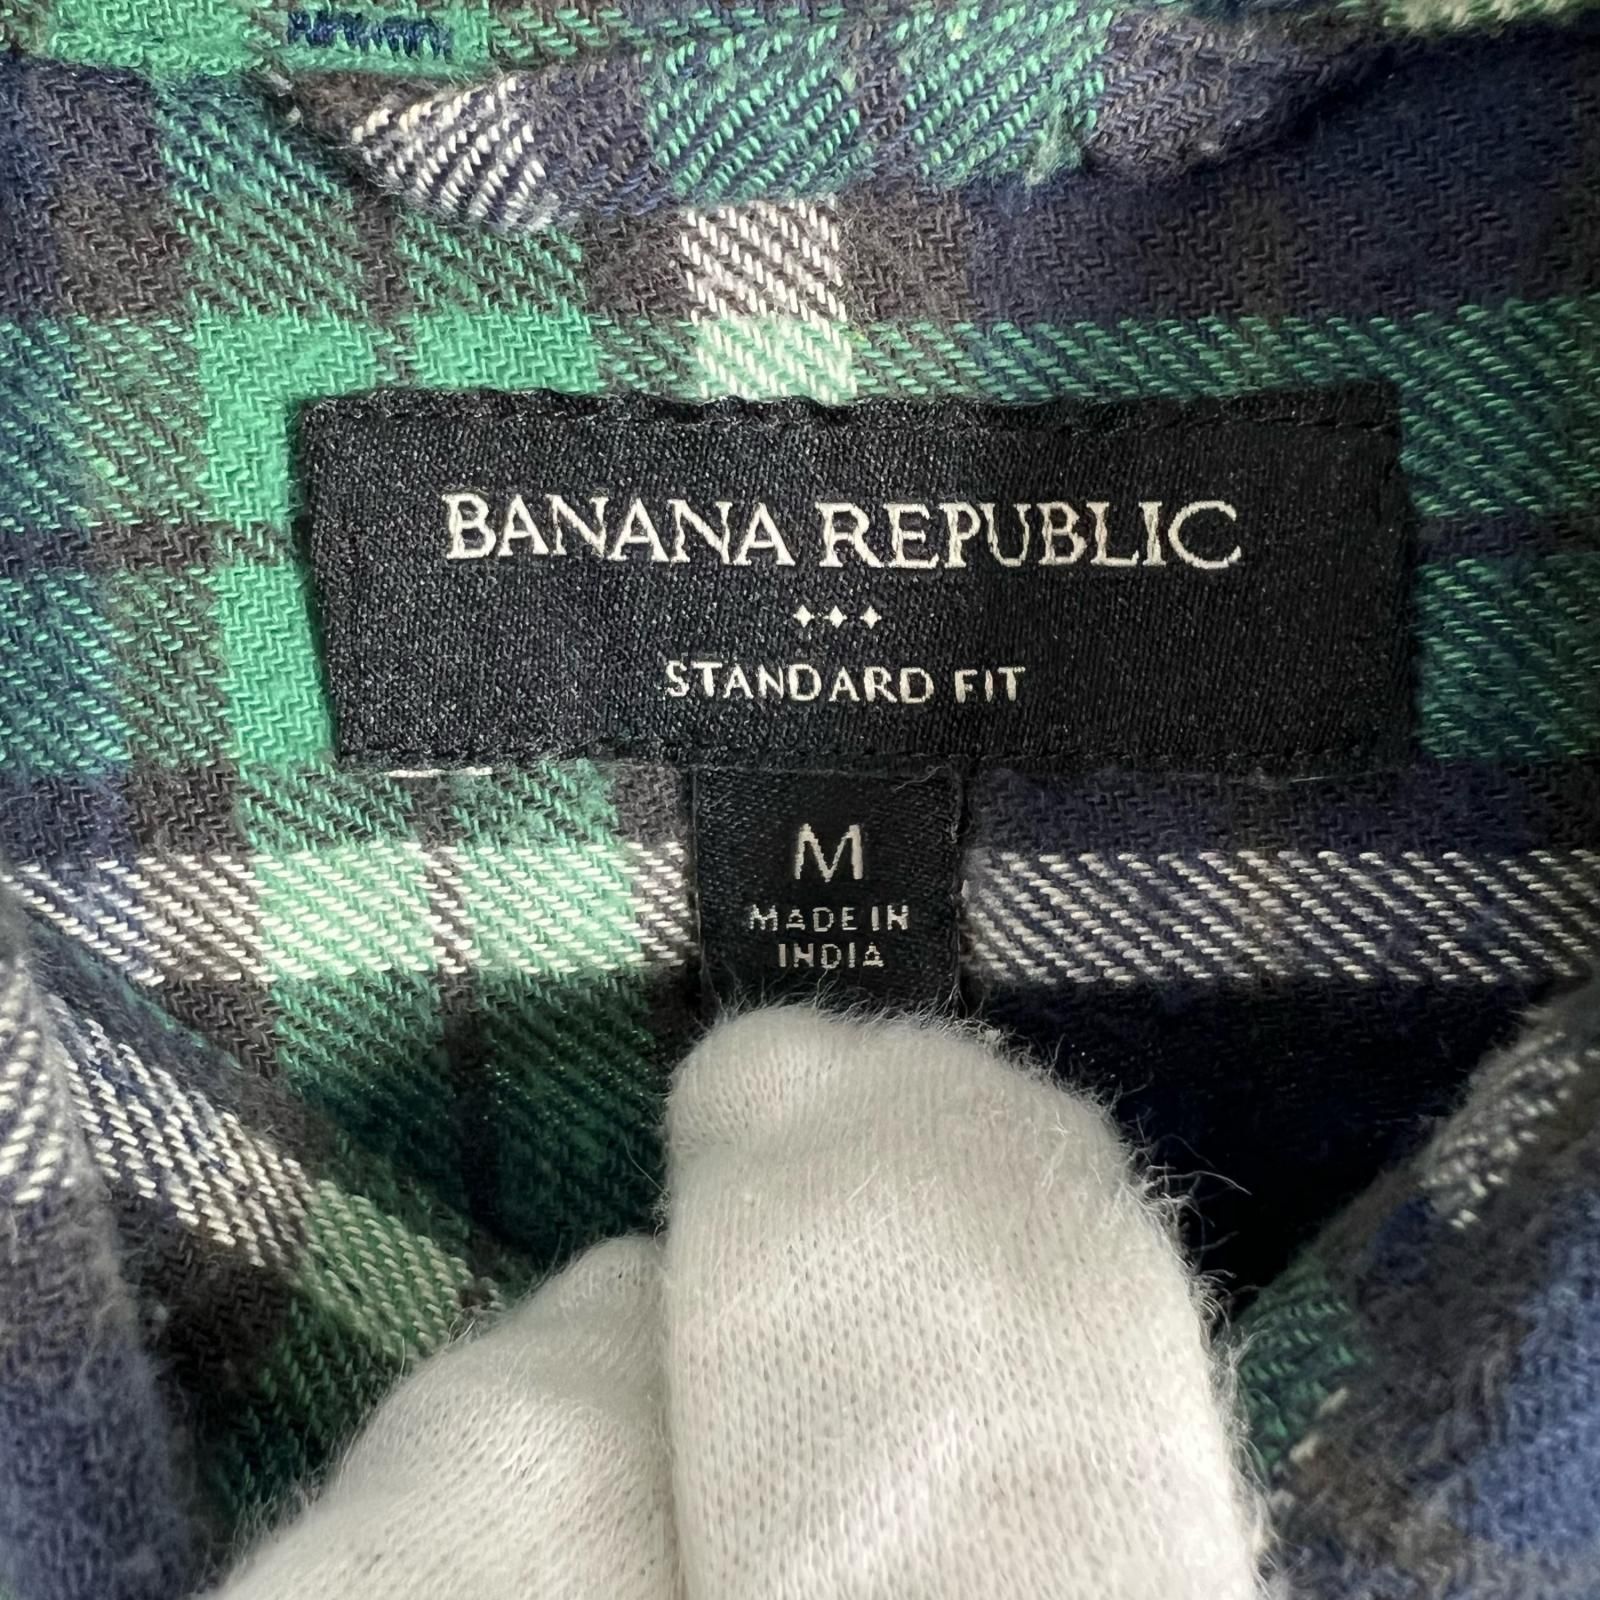 BANANA REPUBLIC
STANDARD FIT
M
MADE IN
INDIA